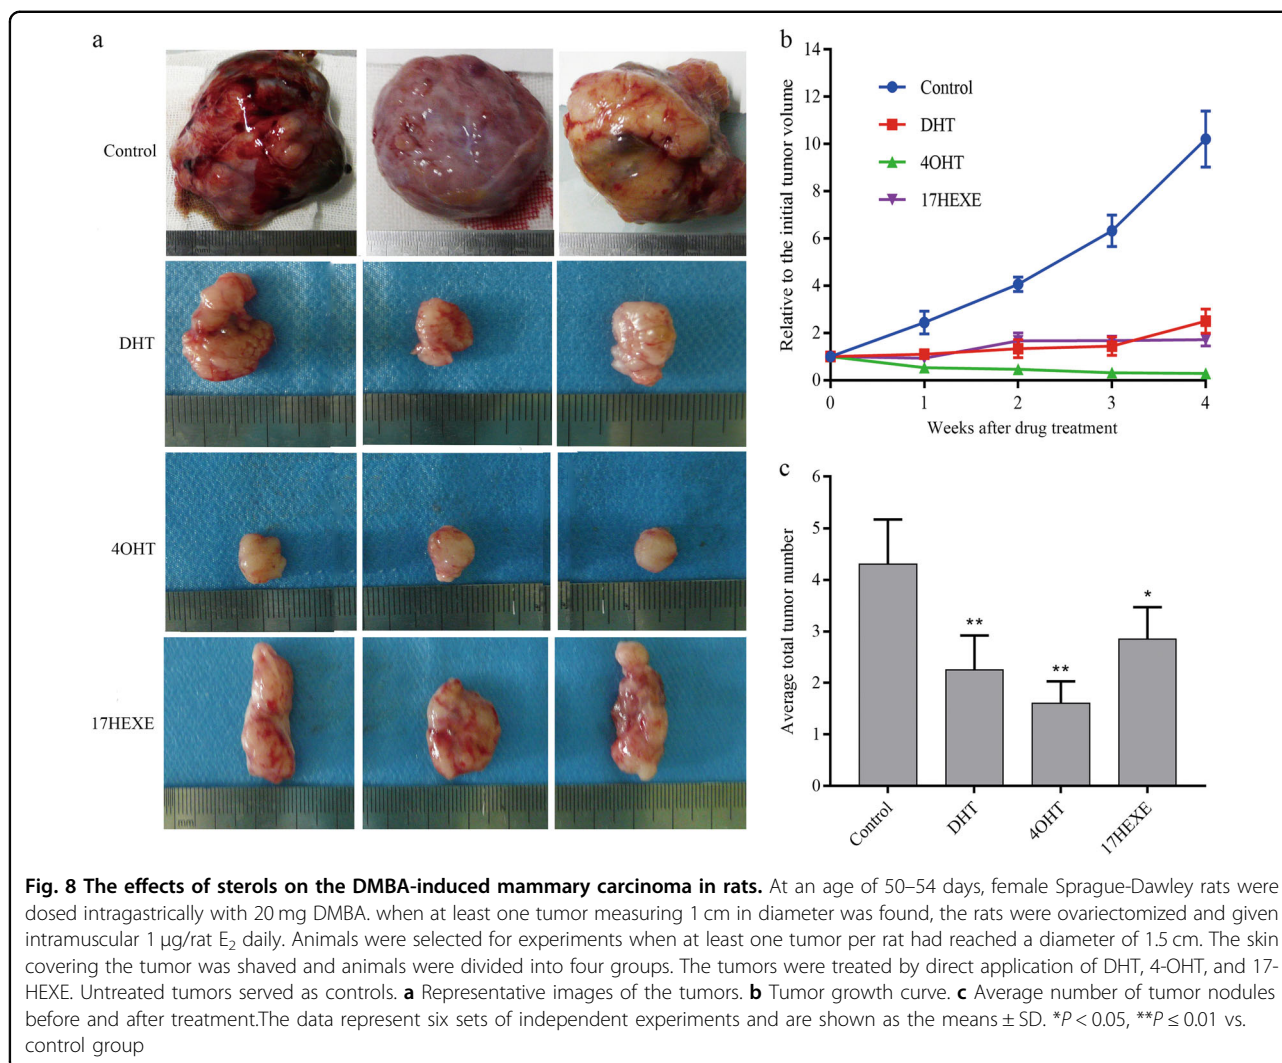 a
Control
DHT
4OHT
17HEXE
mm
b
Relative to the initial tumor volume
14
12
10
8
6
4
2
0
Control
DHT
4OHT
17HEXE
0 1 2 3 4
Weeks after drug treatment
c
Average total tumor number
6
5
4
3
2
1
0
**
**
*
Control
DHT
4OHT
17HEXE
Fig. 8 The effects of sterols on the DMBA-induced mammary carcinoma in rats. At an age of 50–54 days, female Sprague-Dawley rats were
dosed intragastrically with 20 mg DMBA. when at least one tumor measuring 1 cm in diameter was found, the rats were ovariectomized and given
intramuscular 1 μg/rat E₂ daily. Animals were selected for experiments when at least one tumor per rat had reached a diameter of 1.5 cm. The skin
covering the tumor was shaved and animals were divided into four groups. The tumors were treated by direct application of DHT, 4-OHT, and 17-
HEXE. Untreated tumors served as controls. a Representative images of the tumors. b Tumor growth curve. c Average number of tumor nodules
before and after treatment.The data represent six sets of independent experiments and are shown as the means ± SD. *P < 0.05, **P ≤ 0.01 vs.
control group